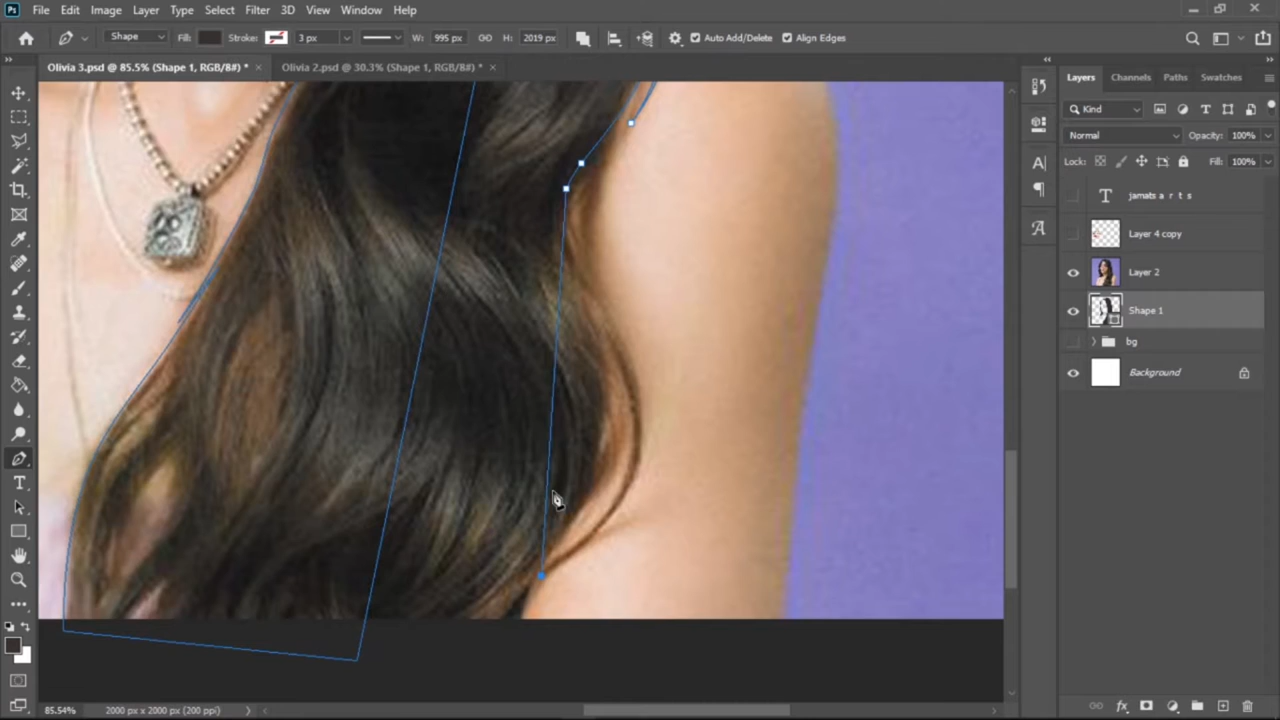 Ps File Edit Image Layer Type Select Filter 3D View Window Help
Shape Fill: Stroke: 3 px W: 995 px H: 2019 px Auto Add/Delete Align Edges
Olivia 3.psd @ 85.5% (Shape 1, RGB/8#) * × Olivia 2.psd @ 30.3% (Shape 1, RGB/8#) * ×
Layers Channels Paths Swatches
Kind
Normal Opacity: 100%
Lock: Fill: 100%
T jamats a r t s
Layer 4 copy
Layer 2
Shape 1
bg
Background
85.54% 2000 px x 2000 px (200 ppi)